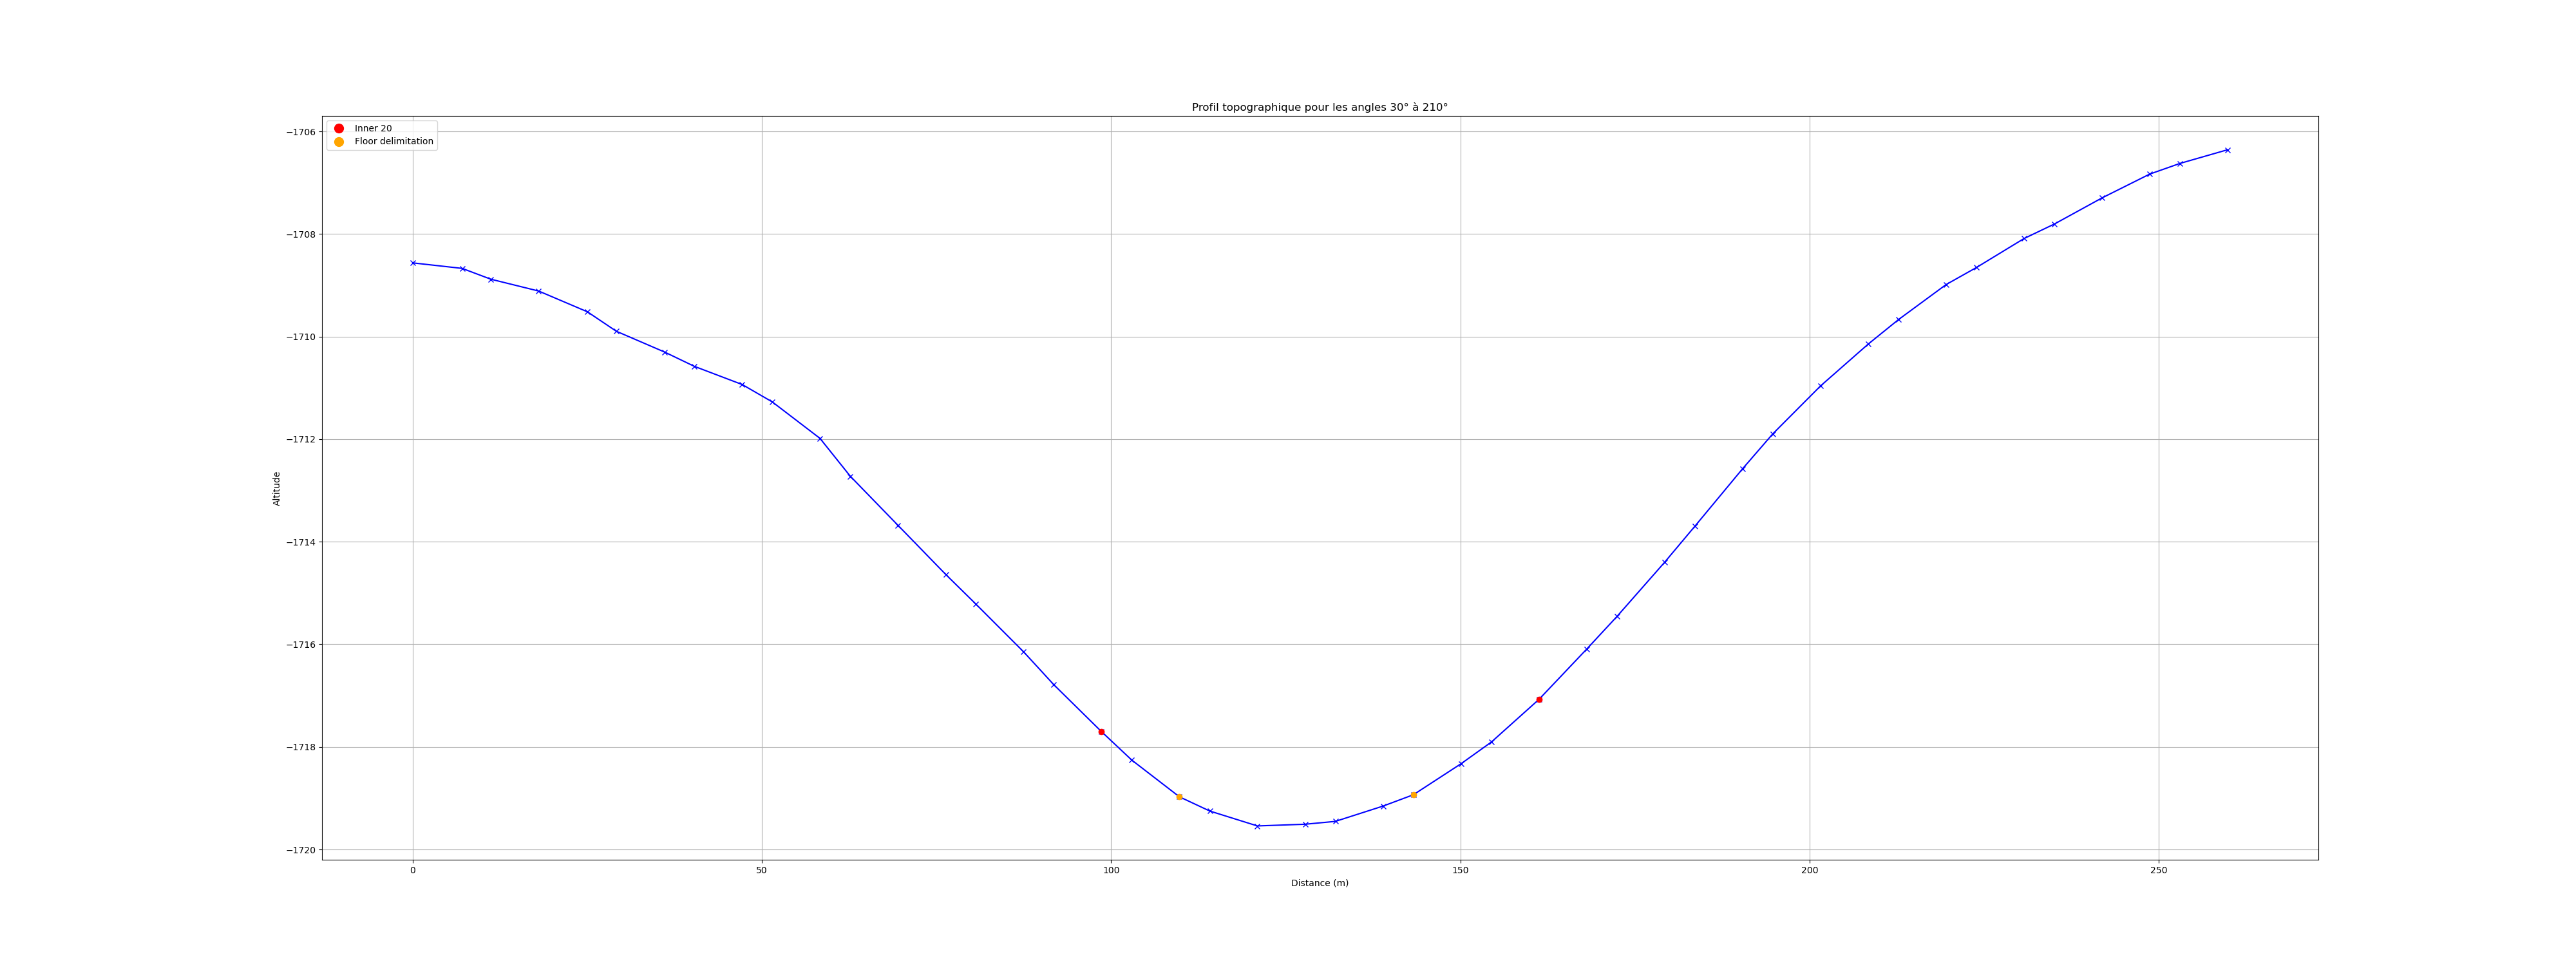 Profil topographique pour les angles 30° à 210°
Inner 20
Floor delimitation
−1706
−1708
−1710
−1712
−1714
−1716
−1718
−1720
Altitude
0
50
100
150
200
250
Distance (m)